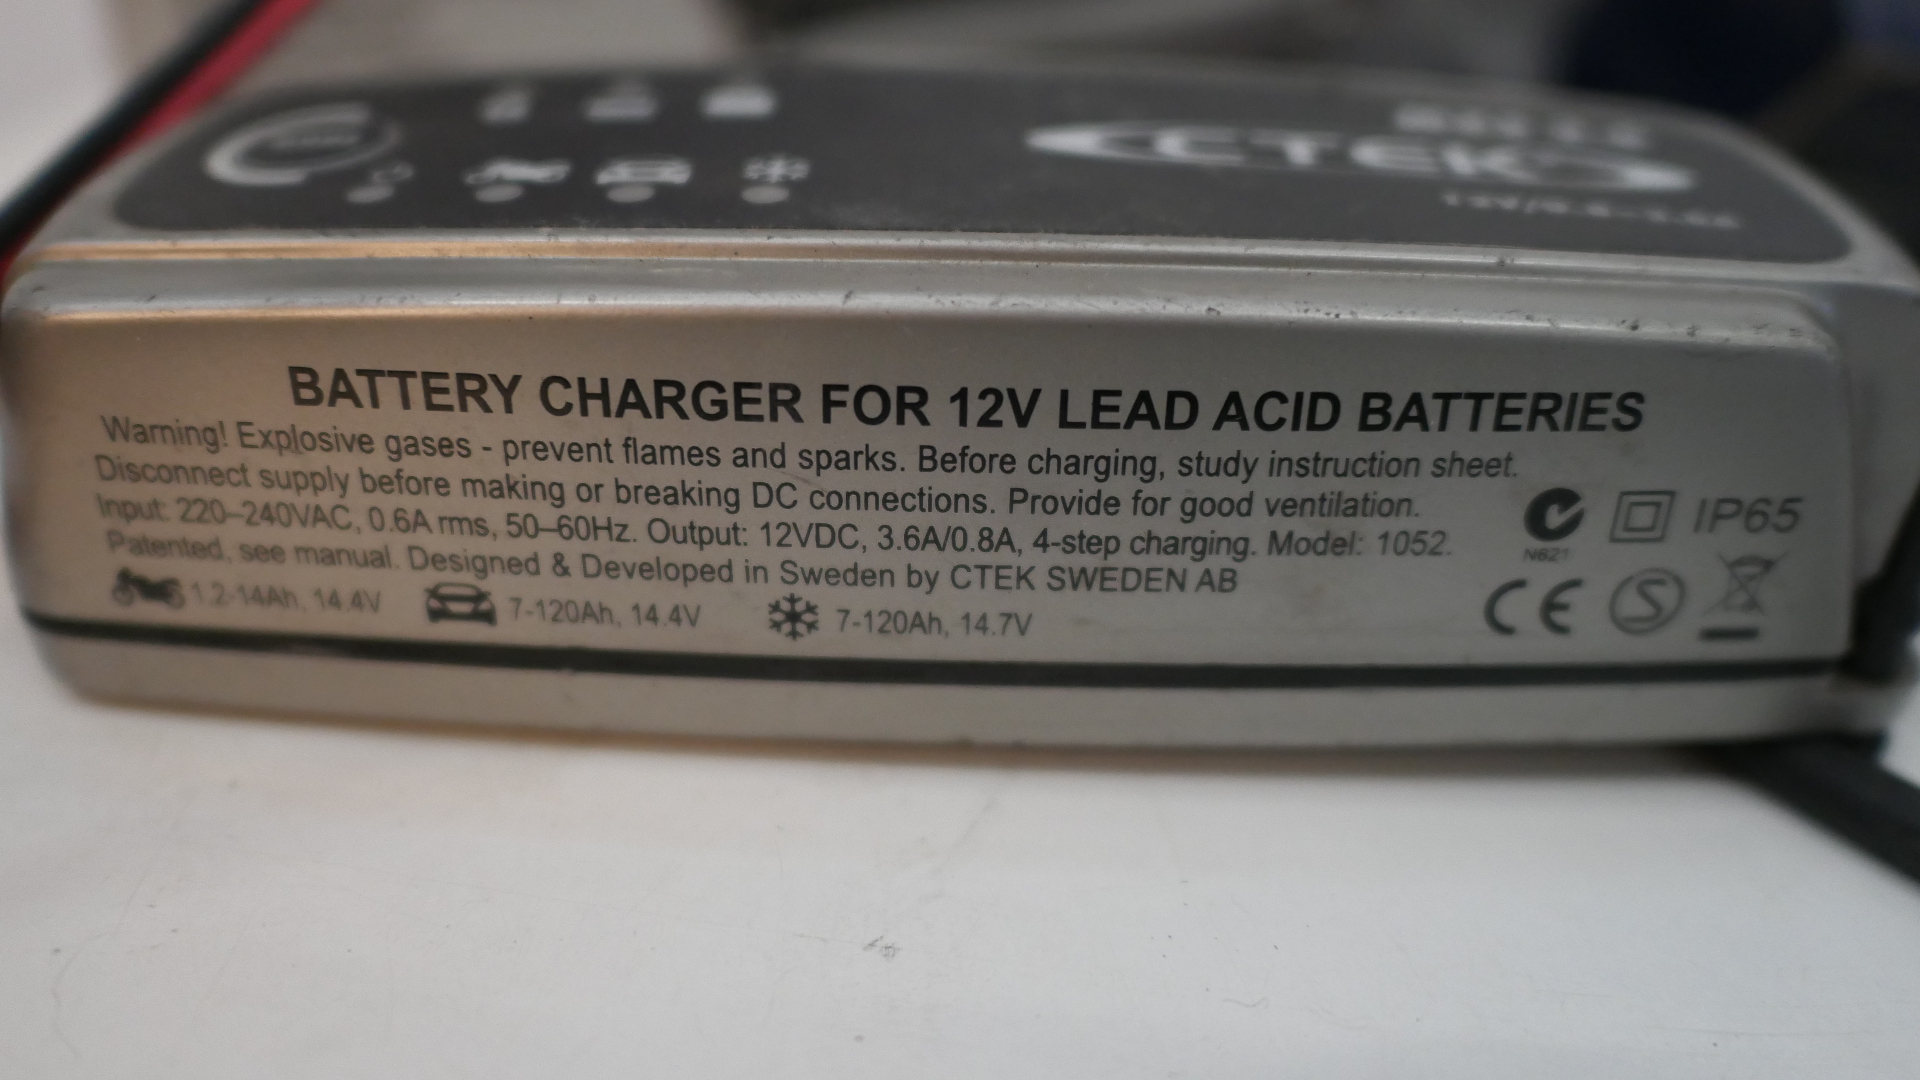 CTEK
BATTERY CHARGER FOR 12V LEAD ACID BATTERIES
Warning! Explosive gases - prevent flames and sparks. Before charging, study instruction sheet.
Disconnect supply before making or breaking DC connections. Provide for good ventilation.
Input: 220–240VAC, 0.6A rms, 50–60Hz. Output: 12VDC, 3.6A/0.8A, 4-step charging. Model: 1052.
Patented, see manual. Designed & Developed in Sweden by CTEK SWEDEN AB
1.2-14Ah, 14.4V 7-120Ah, 14.4V 7-120Ah, 14.7V
IP65
N621
CE S